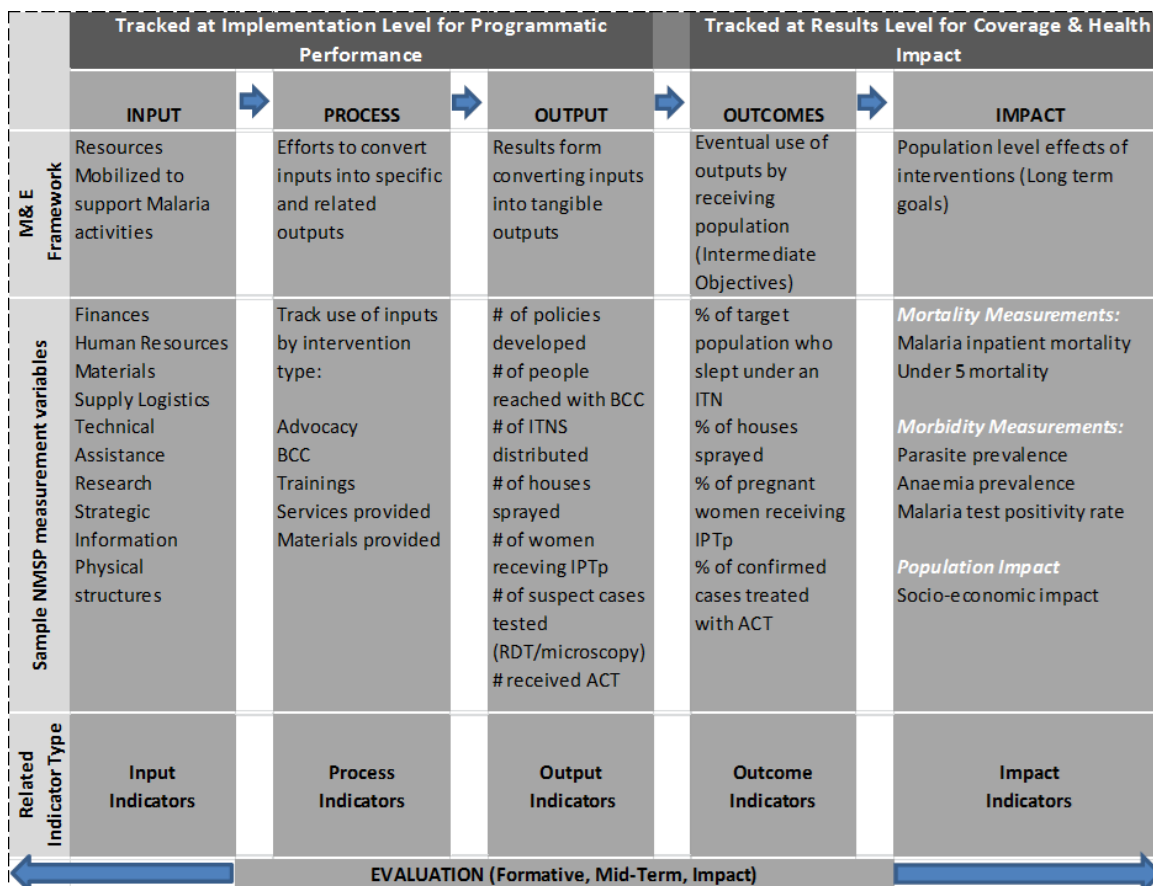 Tracked at Implementation Level for Programmatic
Performance
Tracked at Results Level for Coverage & Health
Impact
INPUT
PROCESS
OUTPUT
OUTCOMES
IMPACT
M& E
Framework
Resources
Mobilized to
support Malaria
activities
Efforts to convert
inputs into specific
and related
outputs
Results form
converting inputs
into tangible
outputs
Eventual use of
outputs by
receiving
population
(Intermediate
Objectives)
Population level effects of
interventions (Long term
goals)
Sample NMSP measurement variables
Finances
Human Resources
Materials
Supply Logistics
Technical
Assistance
Research
Strategic
Information
Physical
structures
Track use of inputs
by intervention
type:
Advocacy
BCC
Trainings
Services provided
Materials provided
# of policies
developed
# of people
reached with BCC
# of ITNS
distributed
# of houses
sprayed
# of women
receving IPTp
# of suspect cases
tested
(RDT/microscopy)
# received ACT
% of target
population who
slept under an
ITN
% of houses
sprayed
% of pregnant
women receiving
IPTp
% of confirmed
cases treated
with ACT
Mortality Measurements:
Malaria inpatient mortality
Under 5 mortality
Morbidity Measurements:
Parasite prevalence
Anaemia prevalence
Malaria test positivity rate
Population Impact
Socio-economic impact
Related
Indicator Type
Input
Indicators
Process
Indicators
Output
Indicators
Outcome
Indicators
Impact
Indicators
EVALUATION (Formative, Mid-Term, Impact)